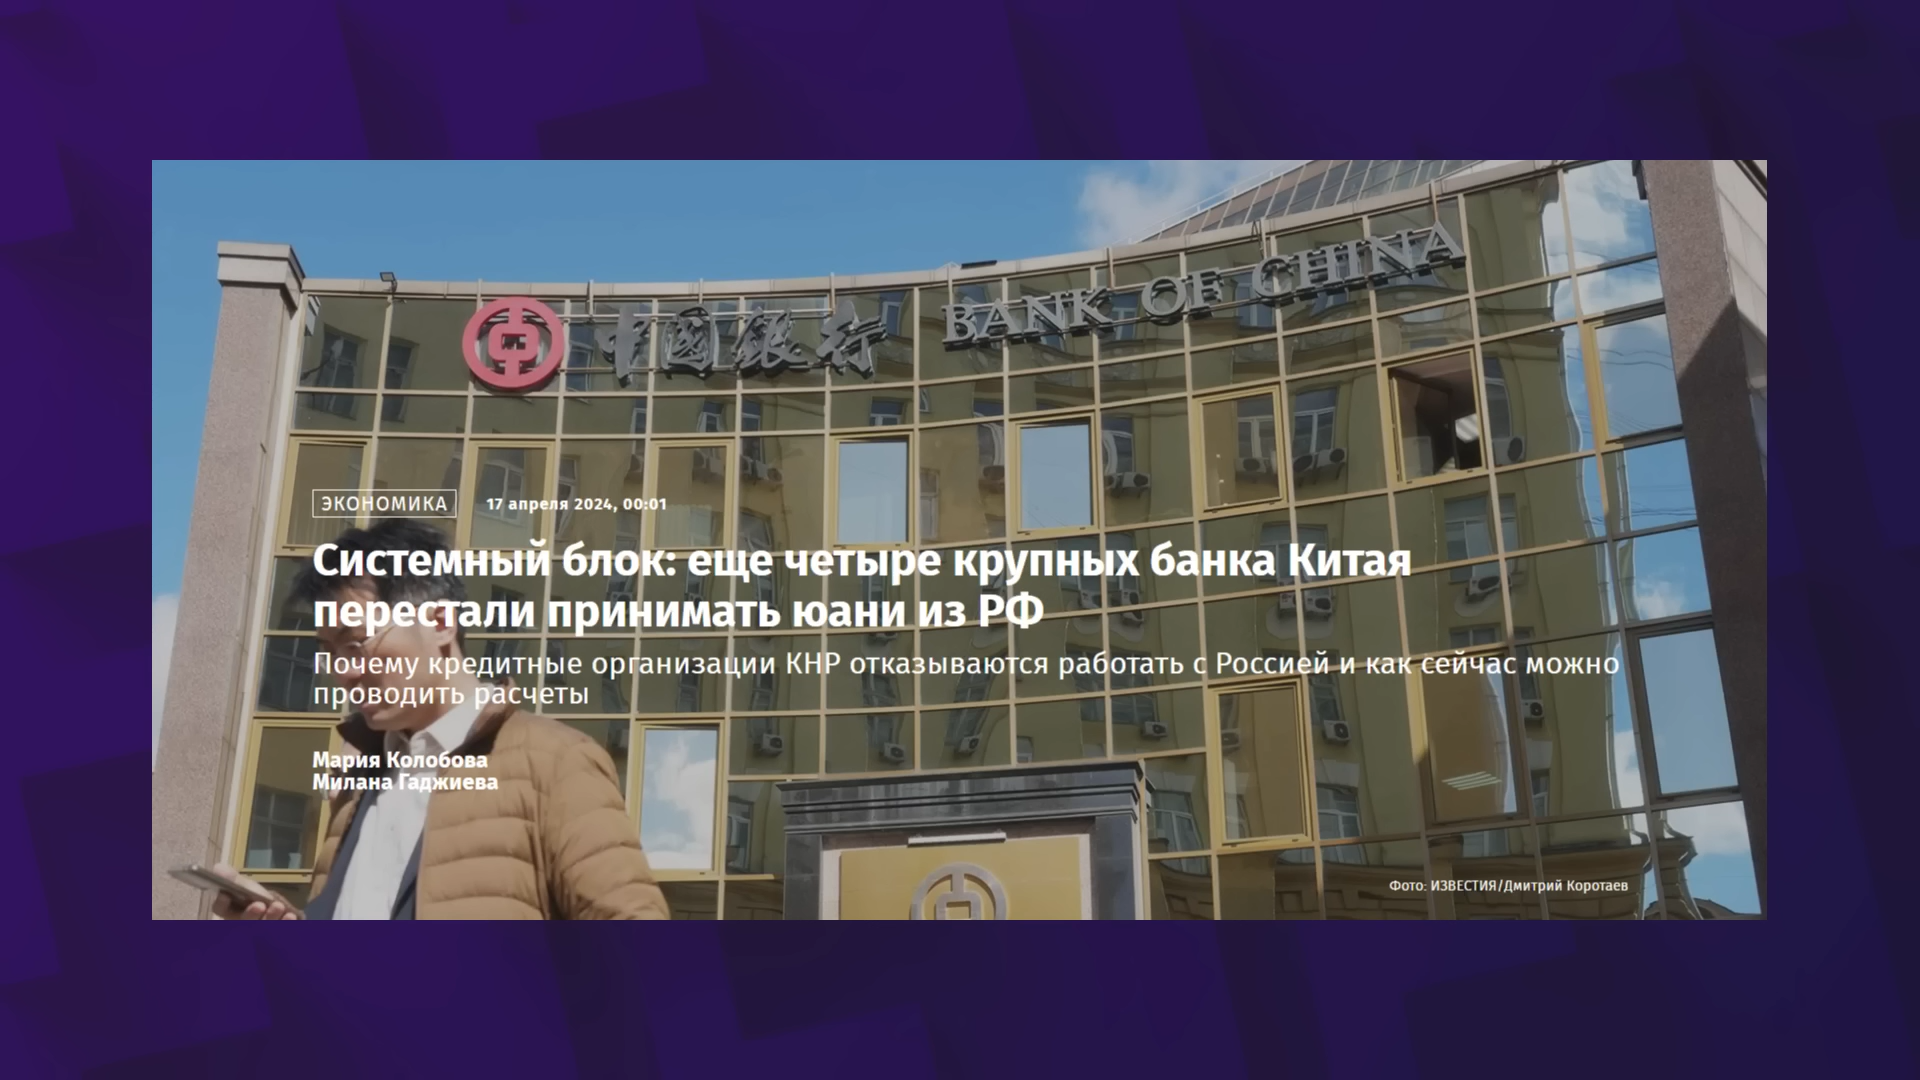 中國銀行 BANK OF CHINA
ЭКОНОМИКА 17 апреля 2024, 00:01
Системный блок: еще четыре крупных банка Китая
перестали принимать юани из РФ
Почему кредитные организации КНР отказываются работать с Россией и как сейчас можно
проводить расчеты
Мария Колобова
Милана Гаджиева
Фото: ИЗВЕСТИЯ/Дмитрий Коротаев